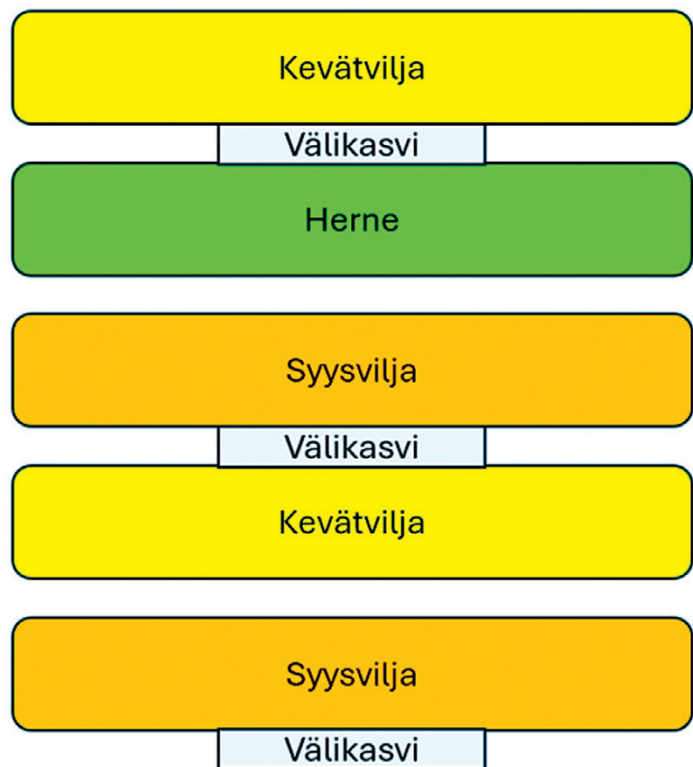 Kevätvilja
Välikasvi
Herne
Syysvilja
Välikasvi
Kevätvilja
Syysvilja
Välikasvi